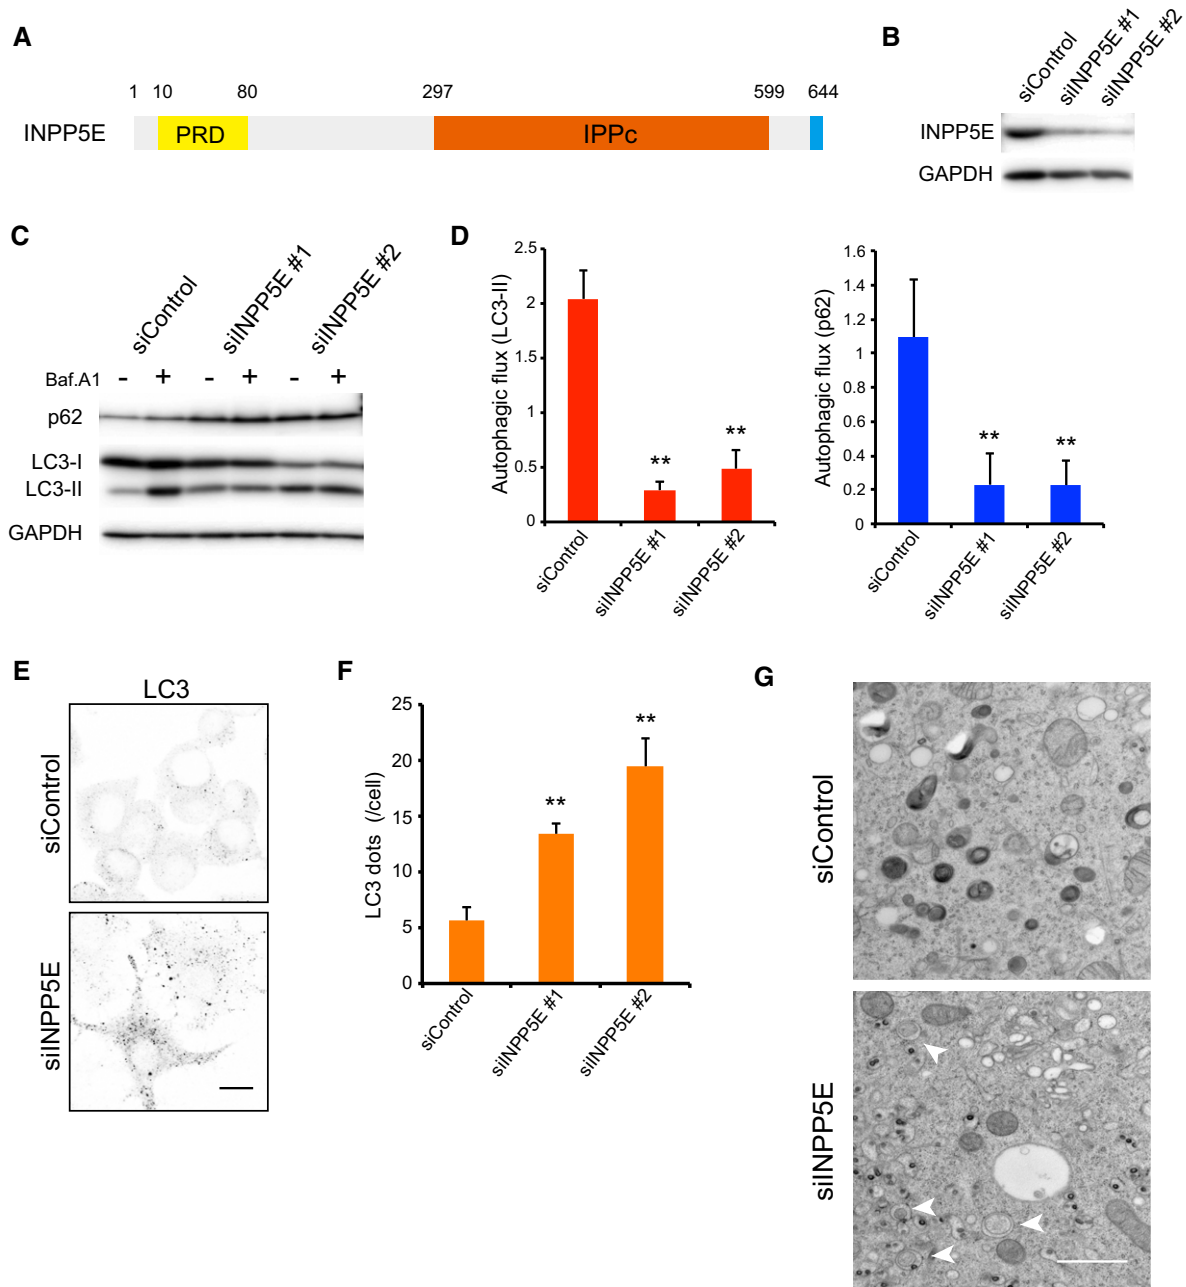 A
1 10 80 297 599 644
INPP5E PRD IPPc
B
siControl
siINPP5E #1
siINPP5E #2
INPP5E
GAPDH
C
siControl
siINPP5E #1
siINPP5E #2
Baf.A1 - + - + - +
p62
LC3-I
LC3-II
GAPDH
D
Autophagic flux (LC3-II)
2.5
2
1.5
1
0.5
0
**
**
siControl
siINPP5E #1
siINPP5E #2
Autophagic flux (p62)
1.6
1.4
1.2
1
0.8
0.6
0.4
0.2
0
**
**
siControl
siINPP5E #1
siINPP5E #2
E
LC3
siControl
siINPP5E
F
LC3 dots (/cell)
25
20
15
10
5
0
**
**
siControl
siINPP5E #1
siINPP5E #2
G
siControl
siINPP5E